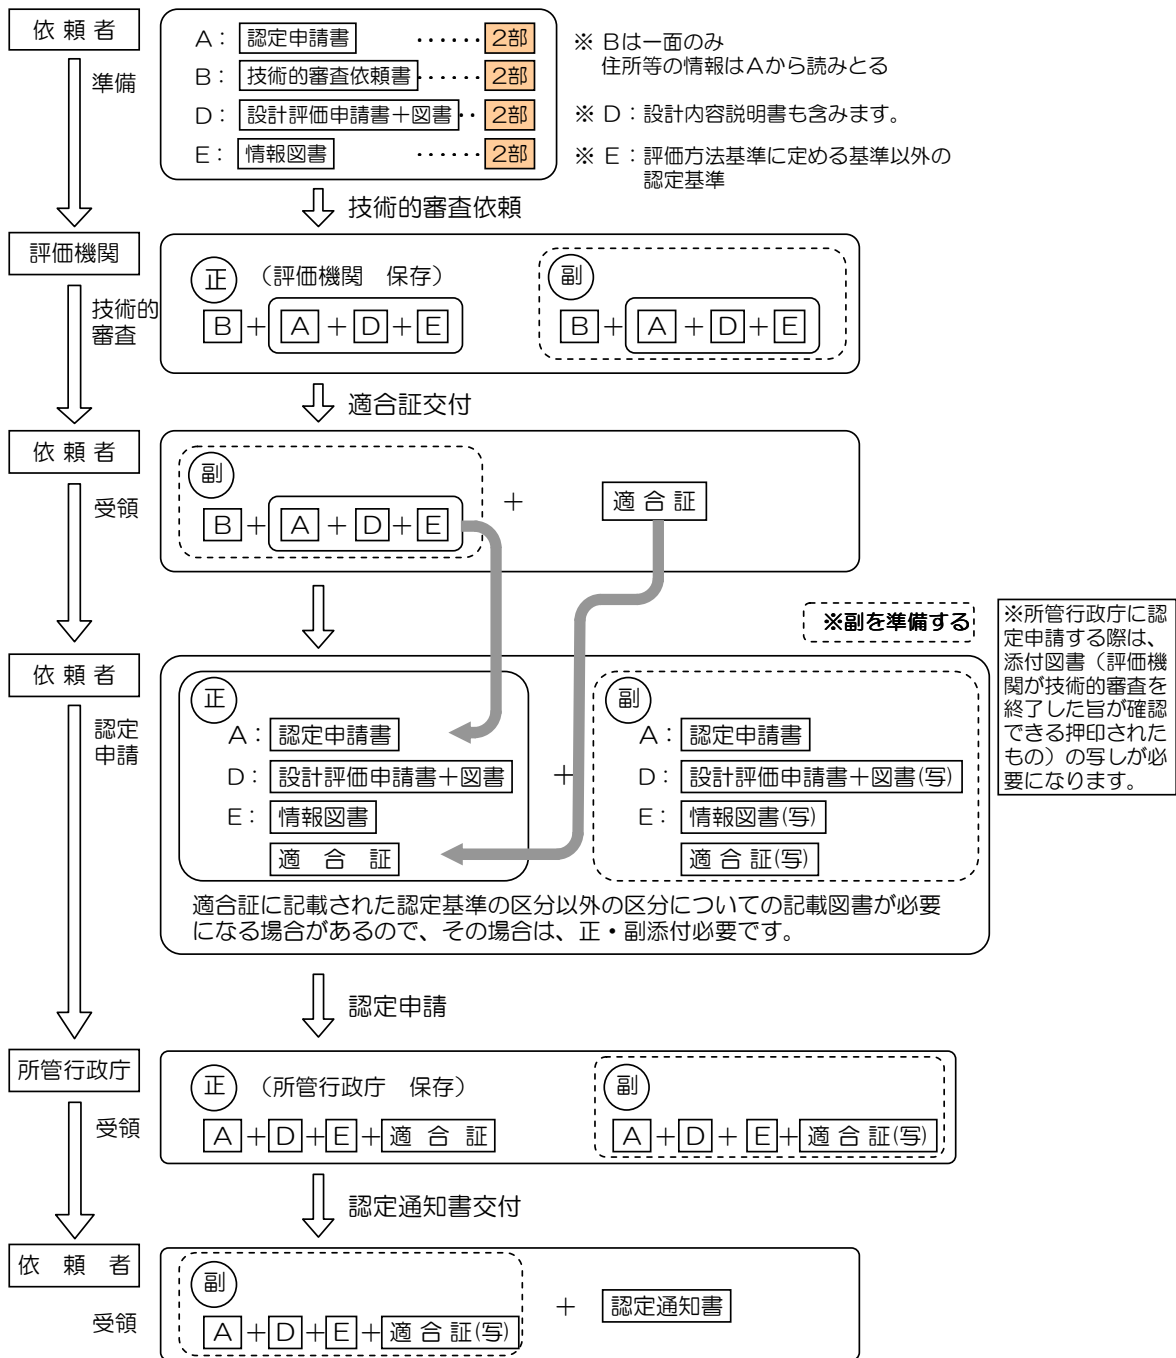 依頼者
準備
A：認定申請書 ……2部
B：技術的審査依頼書……2部
D：設計評価申請書＋図書‥2部
E：情報図書 ……2部
※ Bは一面のみ
住所等の情報はAから読みとる
※ D：設計内容説明書も含みます。
※ E：評価方法基準に定める基準以外の
認定基準
技術的審査依頼
評価機関
技術的
審査
正 （評価機関　保存）
B＋A＋D＋E
副
B＋A＋D＋E
適合証交付
依頼者
受領
副
B＋A＋D＋E
＋
適合証
※副を準備する
※所管行政庁に認
定申請する際は、
添付図書（評価機
関が技術的審査を
終了した旨が確認
できる押印された
もの）の写しが必
要になります。
依頼者
認定
申請
正
A：認定申請書
D：設計評価申請書＋図書
E：情報図書
適　合　証
＋
副
A：認定申請書
D：設計評価申請書＋図書(写)
E：情報図書(写)
適合証(写)
適合証に記載された認定基準の区分以外の区分についての記載図書が必要
になる場合があるので、その場合は、正・副添付必要です。
認定申請
所管行政庁
受領
正 （所管行政庁　保存）
A＋D＋E＋適合証
副
A＋D＋E＋適合証(写)
認定通知書交付
依　頼　者
受領
副
A＋D＋E＋適合証(写)
＋
認定通知書